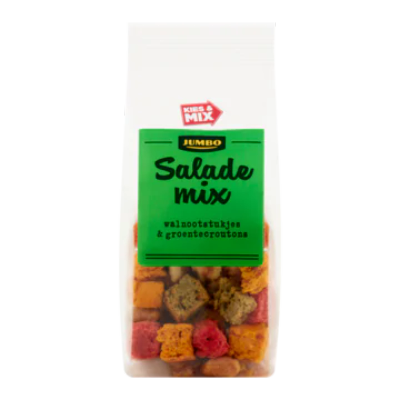 KIES &
MIX
JUMBO
Salade
mix
walnootstukjes
& groentecroutons